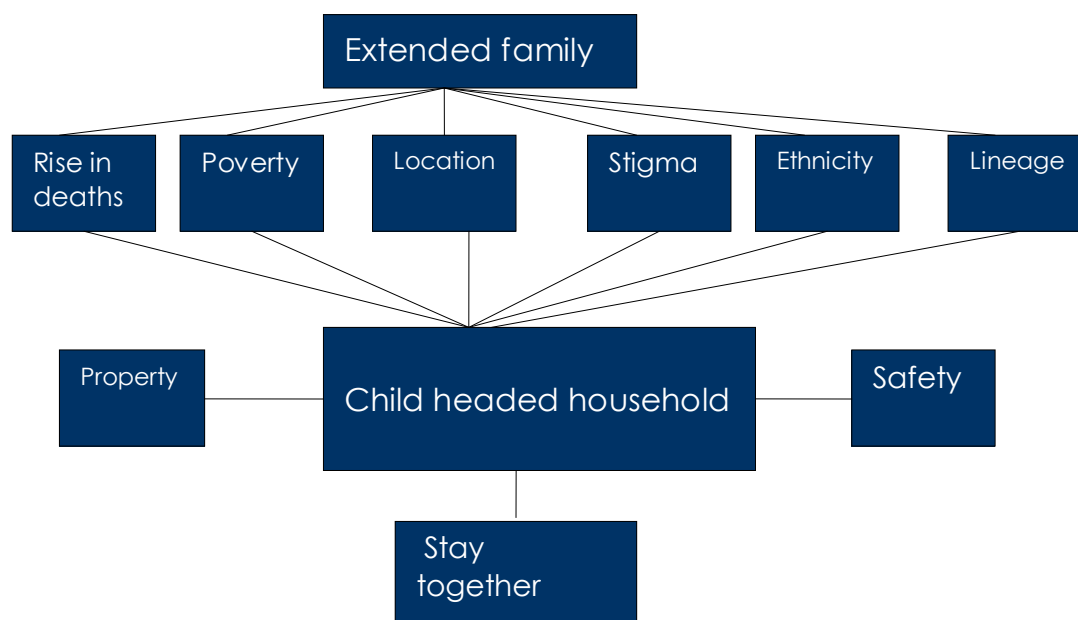 Extended family
Rise in
deaths
Poverty
Location
Stigma
Ethnicity
Lineage
Property
Child headed household
Safety
Stay
together